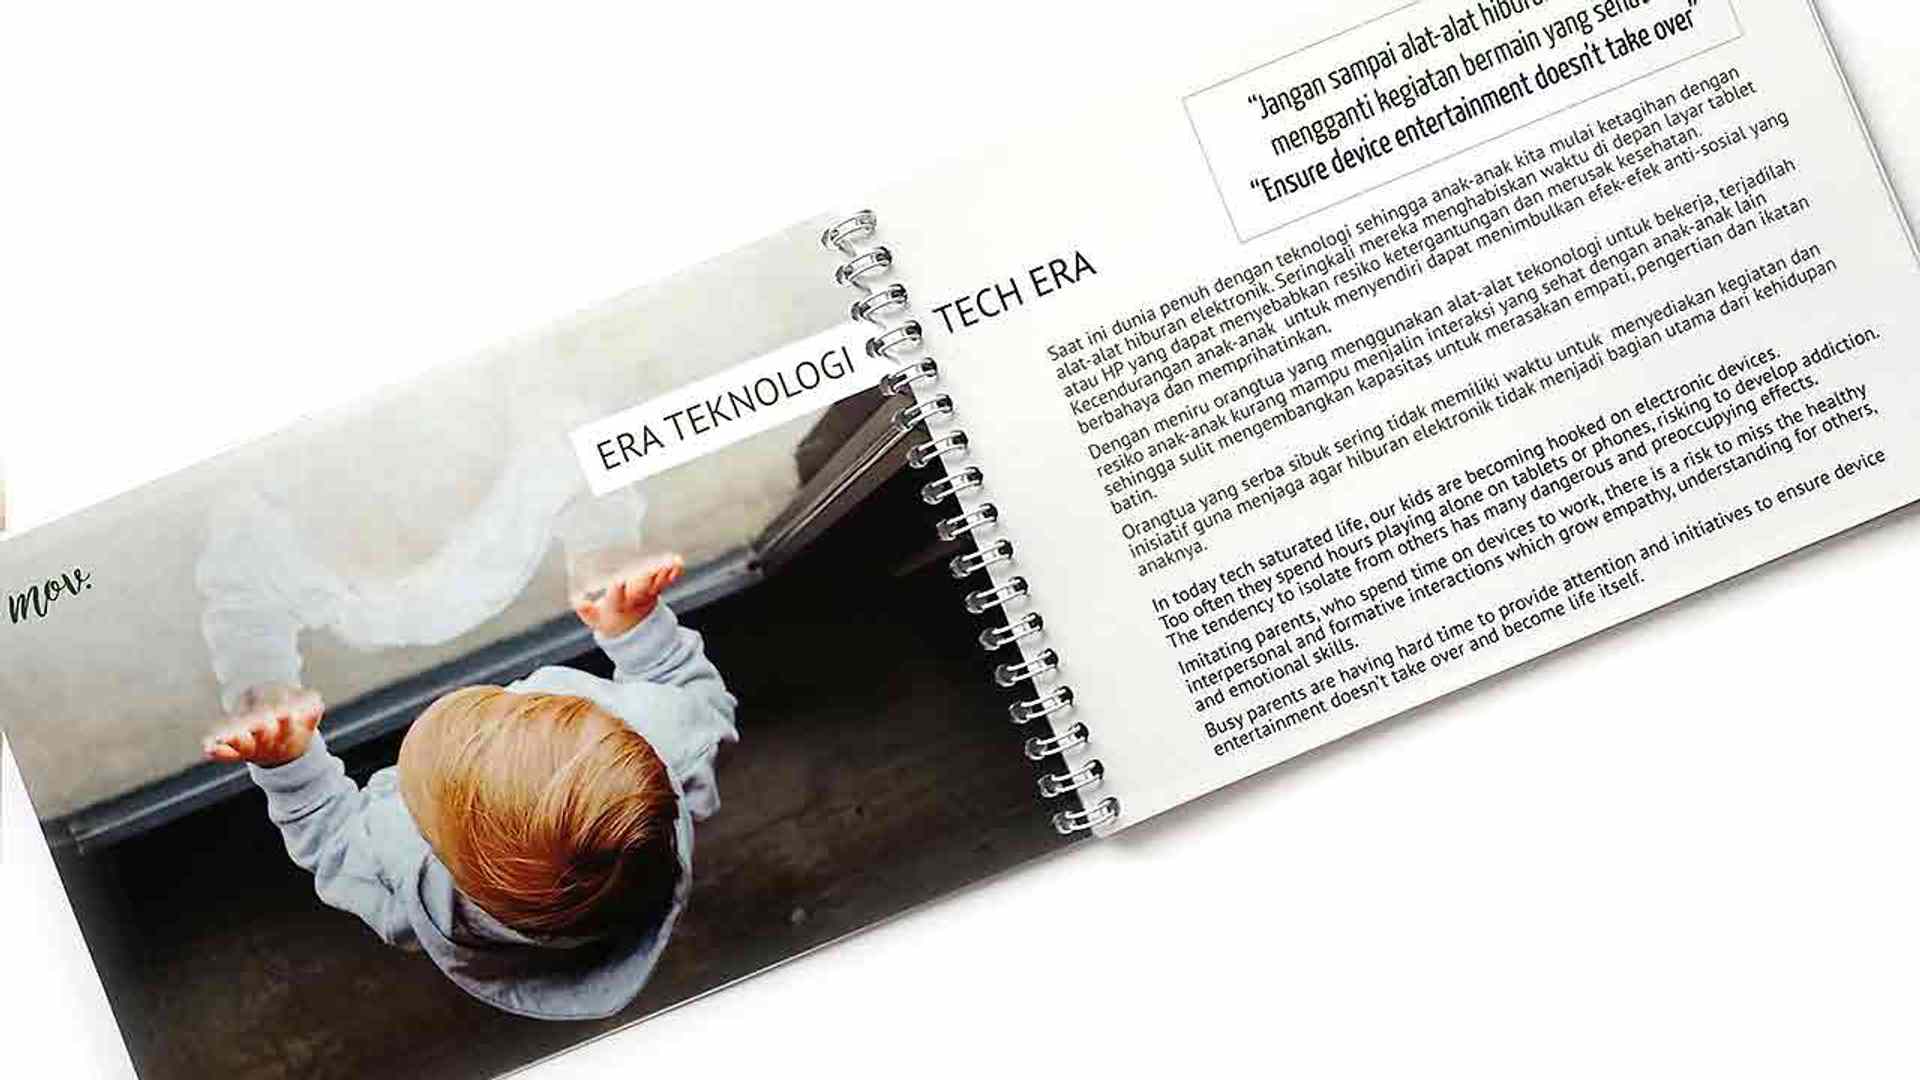 mov.
ERA TEKNOLOGI
TECH ERA
“Jangan sampai alat-alat
mengganti kegiatan bermain yang
“Ensure device entertainment doesn't take over”
Saat ini dunia penuh dengan teknologi sehingga anak-anak kita mulai ketagihan dengan
alat-alat hiburan elektronik. Seringkali mereka menghabiskan waktu di depan layar tablet
atau HP yang dapat menyebabkan resiko ketergantungan dan merusak kesehatan.
Kecendurangan anak-anak untuk menyendiri dapat menimbulkan efek-efek anti-sosial yang
berbahaya dan memprihatinkan.
Dengan meniru orangtua yang menggunakan alat-alat tekonologi untuk bekerja, terjadilah
resiko anak-anak kurang mampu menjalin interaksi yang sehat dengan anak-anak lain
sehingga sulit mengembangkan kapasitas untuk merasakan empati, pengertian dan ikatan
batin.
Orangtua yang serba sibuk sering tidak memiliki waktu untuk menyediakan kegiatan dan
inisiatif guna menjaga agar hiburan elektronik tidak menjadi bagian utama dari kehidupan
anaknya.
In today tech saturated life, our kids are becoming hooked on electronic devices.
Too often they spend hours playing alone on tablets or phones, risking to develop addiction.
The tendency to isolate from others has many dangerous and preoccupying effects.
Imitating parents, who spend time on devices to work, there is a risk to miss the healthy
interpersonal and formative interactions which grow empathy, understanding for others,
and emotional skills.
Busy parents are having hard time to provide attention and initiatives to ensure device
entertainment doesn't take over and become life itself.